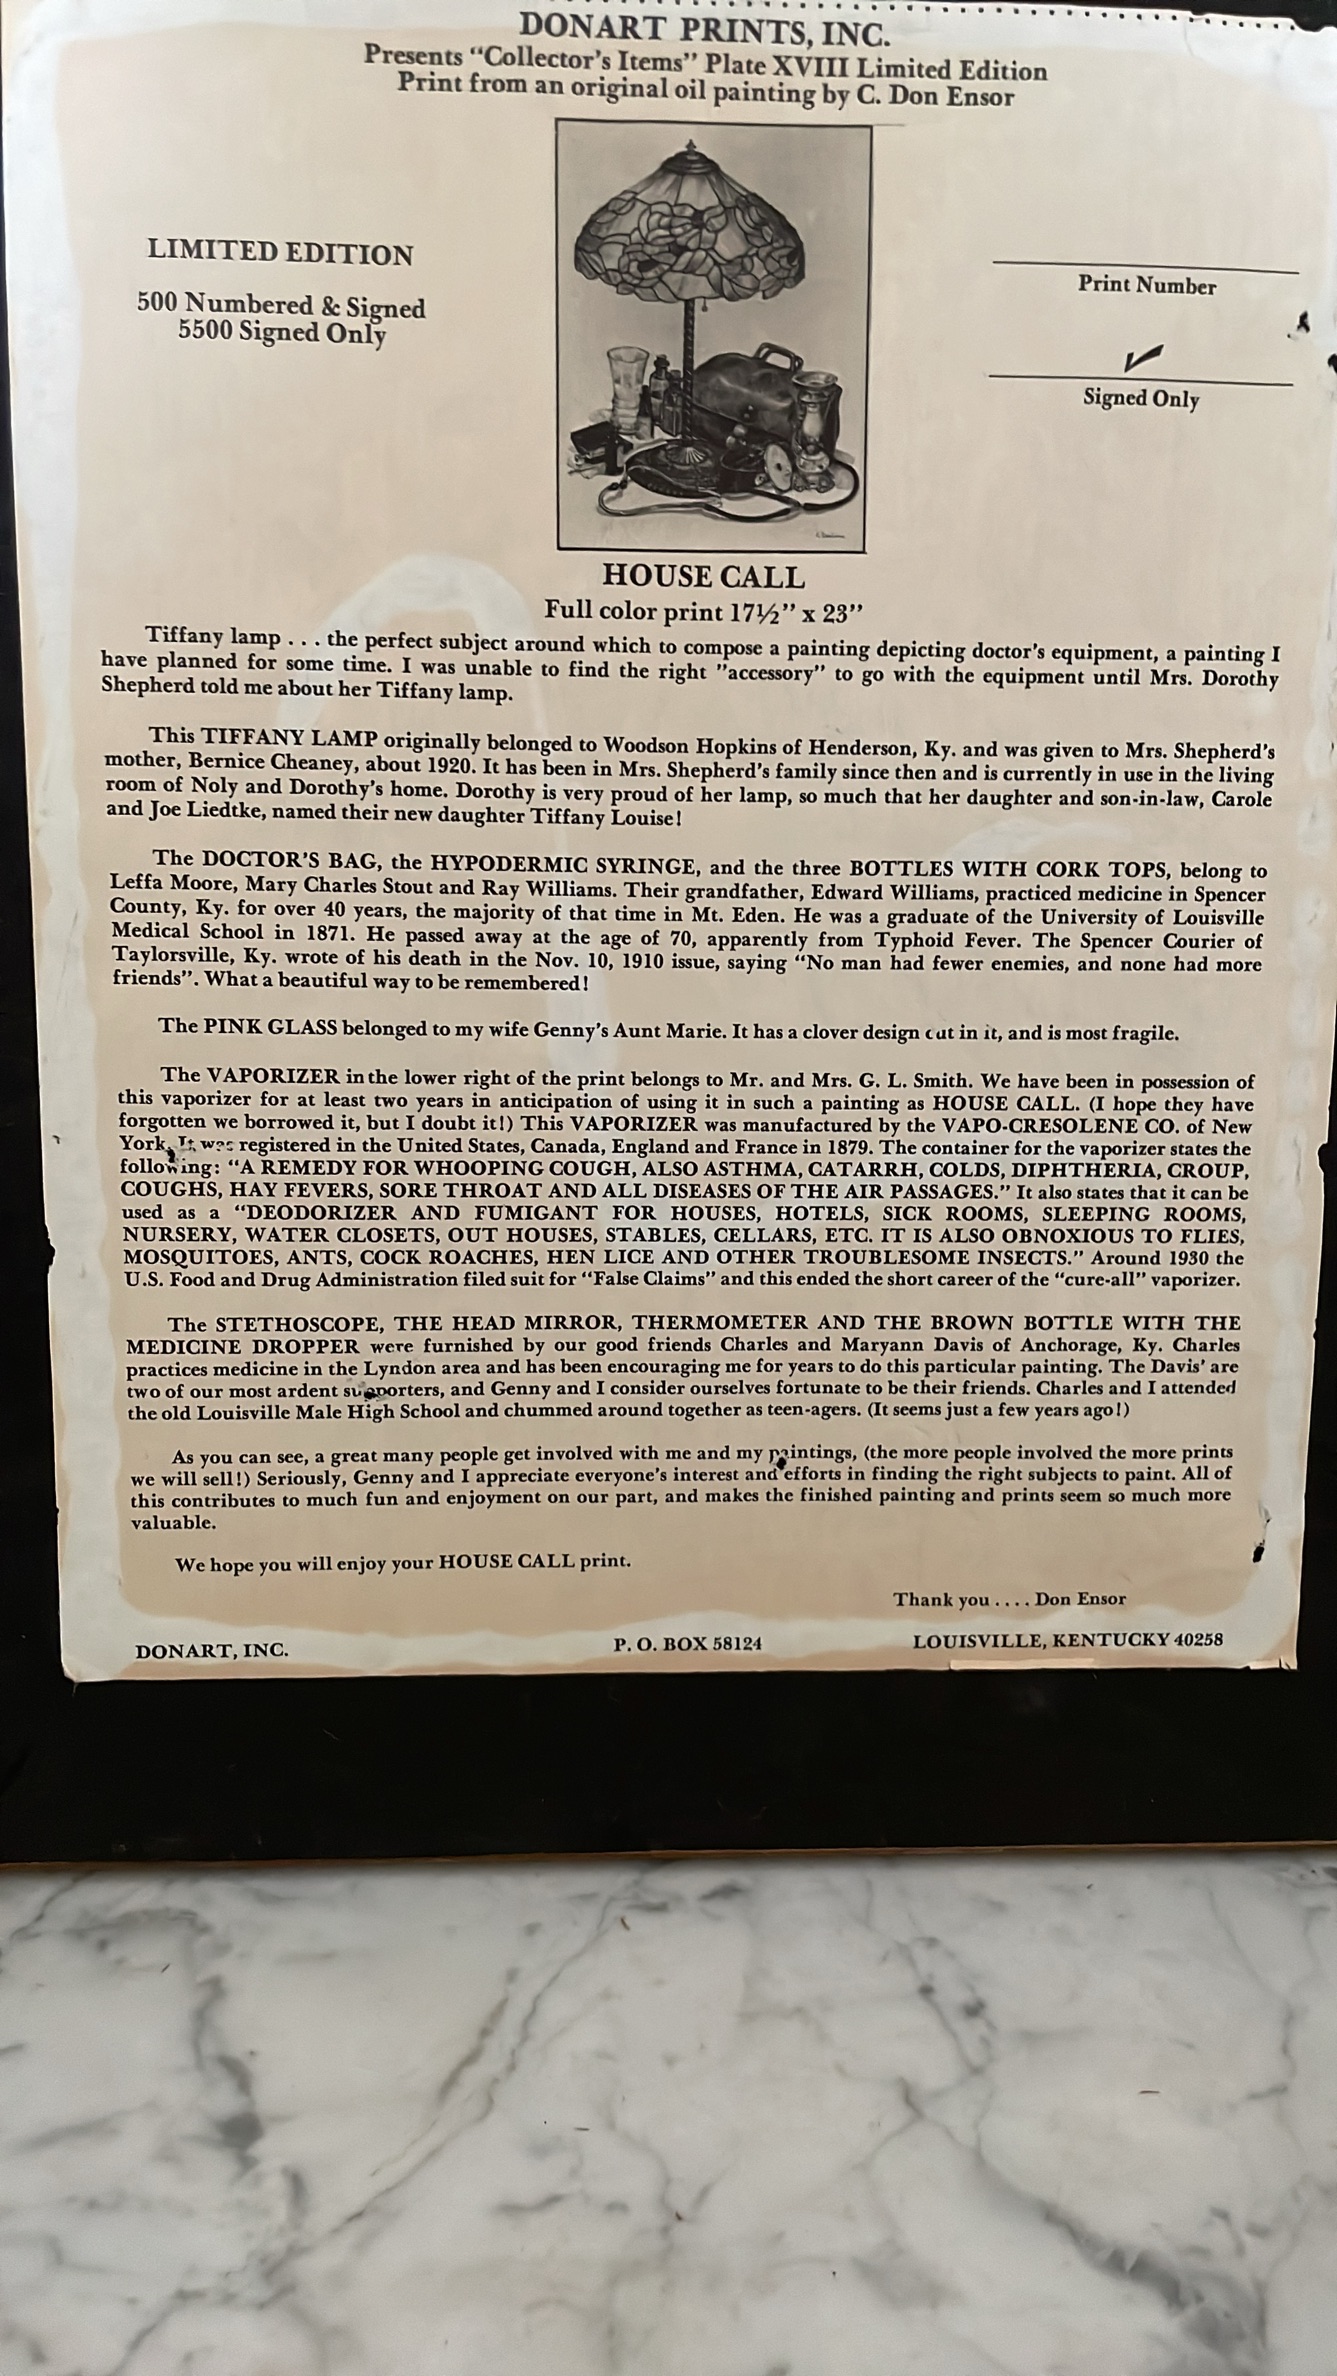 DONART PRINTS, INC.
Presents “Collector’s Items” Plate XVIII Limited Edition
Print from an original oil painting by C. Don Ensor
LIMITED EDITION
500 Numbered & Signed
5500 Signed Only
Print Number
✓
Signed Only
HOUSE CALL
Full color print 17½” x 23”
Tiffany lamp . . . the perfect subject around which to compose a painting depicting doctor’s equipment, a painting I
have planned for some time. I was unable to find the right ”accessory” to go with the equipment until Mrs. Dorothy
Shepherd told me about her Tiffany lamp.
This TIFFANY LAMP originally belonged to Woodson Hopkins of Henderson, Ky. and was given to Mrs. Shepherd’s
mother, Bernice Cheaney, about 1920. It has been in Mrs. Shepherd’s family since then and is currently in use in the living
room of Noly and Dorothy’s home. Dorothy is very proud of her lamp, so much that her daughter and son-in-law, Carole
and Joe Liedtke, named their new daughter Tiffany Louise!
The DOCTOR’S BAG, the HYPODERMIC SYRINGE, and the three BOTTLES WITH CORK TOPS, belong to
Leffa Moore, Mary Charles Stout and Ray Williams. Their grandfather, Edward Williams, practiced medicine in Spencer
County, Ky. for over 40 years, the majority of that time in Mt. Eden. He was a graduate of the University of Louisville
Medical School in 1871. He passed away at the age of 70, apparently from Typhoid Fever. The Spencer Courier of
Taylorsville, Ky. wrote of his death in the Nov. 10, 1910 issue, saying “No man had fewer enemies, and none had more
friends”. What a beautiful way to be remembered!
The PINK GLASS belonged to my wife Genny’s Aunt Marie. It has a clover design cut in it, and is most fragile.
The VAPORIZER in the lower right of the print belongs to Mr. and Mrs. G. L. Smith. We have been in possession of
this vaporizer for at least two years in anticipation of using it in such a painting as HOUSE CALL. (I hope they have
forgotten we borrowed it, but I doubt it!) This VAPORIZER was manufactured by the VAPO-CRESOLENE CO. of New
York. It was registered in the United States, Canada, England and France in 1879. The container for the vaporizer states the
following: “A REMEDY FOR WHOOPING COUGH, ALSO ASTHMA, CATARRH, COLDS, DIPHTHERIA, CROUP,
COUGHS, HAY FEVERS, SORE THROAT AND ALL DISEASES OF THE AIR PASSAGES.” It also states that it can be
used as a “DEODORIZER AND FUMIGANT FOR HOUSES, HOTELS, SICK ROOMS, SLEEPING ROOMS,
NURSERY, WATER CLOSETS, OUT HOUSES, STABLES, CELLARS, ETC. IT IS ALSO OBNOXIOUS TO FLIES,
MOSQUITOES, ANTS, COCK ROACHES, HEN LICE AND OTHER TROUBLESOME INSECTS.” Around 1930 the
U.S. Food and Drug Administration filed suit for “False Claims” and this ended the short career of the “cure-all” vaporizer.
The STETHOSCOPE, THE HEAD MIRROR, THERMOMETER AND THE BROWN BOTTLE WITH THE
MEDICINE DROPPER were furnished by our good friends Charles and Maryann Davis of Anchorage, Ky. Charles
practices medicine in the Lyndon area and has been encouraging me for years to do this particular painting. The Davis’ are
two of our most ardent supporters, and Genny and I consider ourselves fortunate to be their friends. Charles and I attended
the old Louisville Male High School and chummed around together as teen-agers. (It seems just a few years ago!)
As you can see, a great many people get involved with me and my paintings, (the more people involved the more prints
we will sell!) Seriously, Genny and I appreciate everyone’s interest and efforts in finding the right subjects to paint. All of
this contributes to much fun and enjoyment on our part, and makes the finished painting and prints seem so much more
valuable.
We hope you will enjoy your HOUSE CALL print.
Thank you . . . . Don Ensor
DONART, INC.
P. O. BOX 58124
LOUISVILLE, KENTUCKY 40258